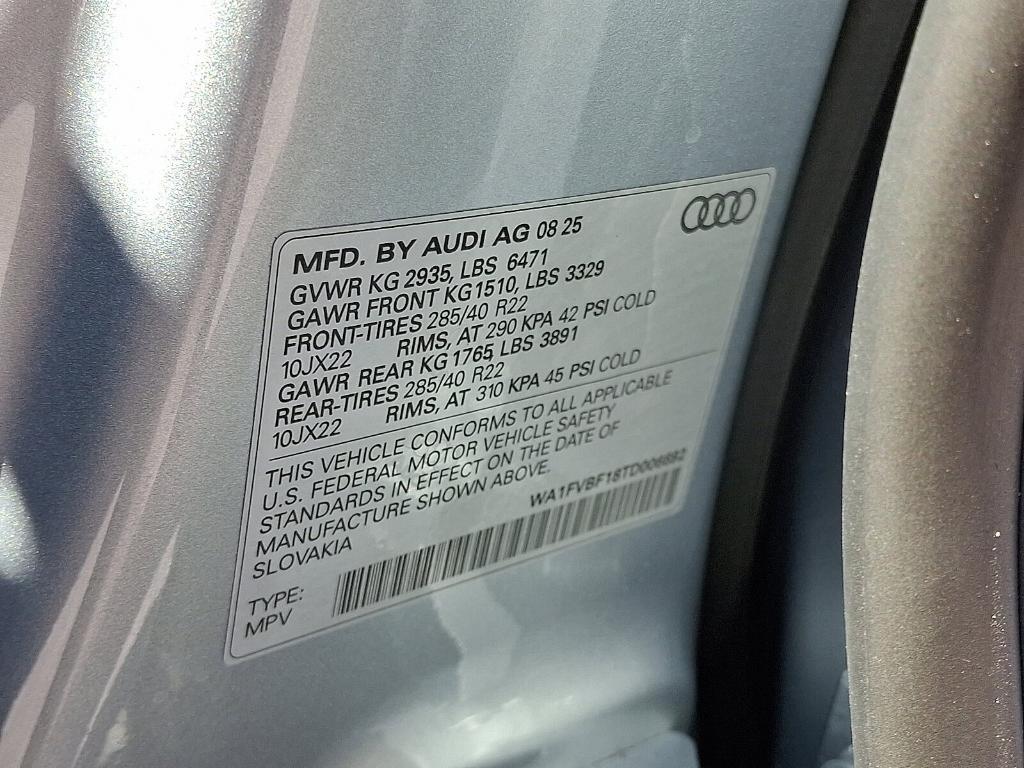 MFD. BY AUDI AG 08 25
GVWR KG 2935, LBS 6471
GAWR FRONT KG 1510, LBS 3329
FRONT-TIRES 285/40 R22
10JX22 RIMS, AT 290 KPA 42 PSI COLD
GAWR REAR KG 1765, LBS 3891
REAR-TIRES 285/40 R22
10JX22 RIMS, AT 310 KPA 45 PSI COLD
THIS VEHICLE CONFORMS TO ALL APPLICABLE
U.S. FEDERAL MOTOR VEHICLE SAFETY
STANDARDS IN EFFECT ON THE DATE OF
MANUFACTURE SHOWN ABOVE.
SLOVAKIA
TYPE:
MPV